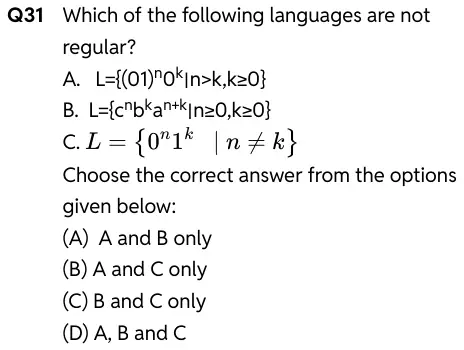 Q31 Which of the following languages are not
regular?
A. L={(01)ⁿ0ᵏ|n>k,k≥0}
B. L={cⁿbᵏaⁿ⁺ᵏ|n≥0,k≥0}
C. L = {0ⁿ1ᵏ | n ≠ k}
Choose the correct answer from the options
given below:
(A) A and B only
(B) A and C only
(C) B and C only
(D) A, B and C